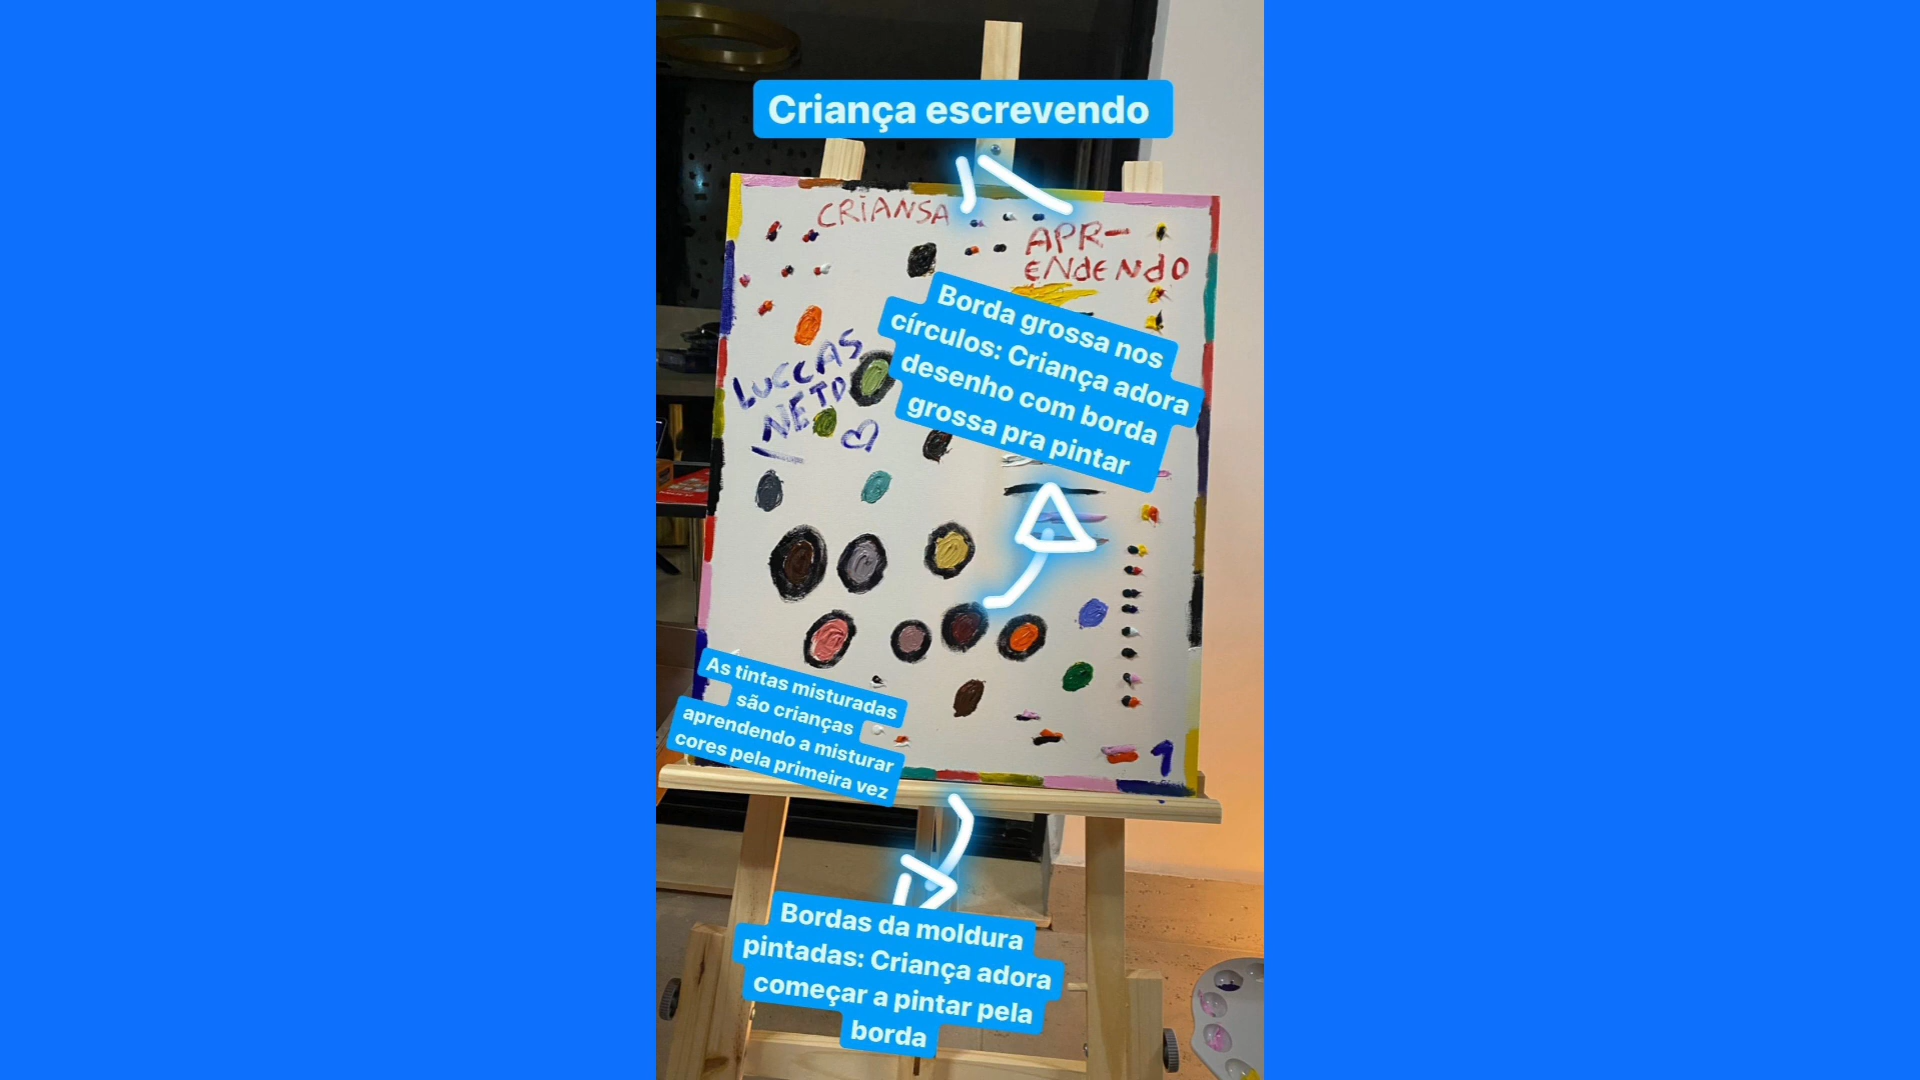 Criança escrevendo
CRIANSA
APR-
ENdENdO
Borda grossa nos
círculos: Criança adora
desenho com borda
grossa pra pintar
LUCCAS
NETO
As tintas misturadas
são crianças
aprendendo a misturar
cores pela primeira vez
1
Bordas da moldura
pintadas: Criança adora
começar a pintar pela
borda